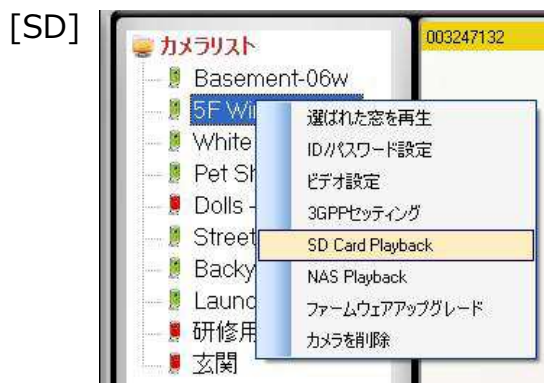 [SD]
カメラリスト
003247132
Basement-06w
5F Wi
White
Pet Sh
Dolls -
Street
Backy
Laund
研修用
玄関
選ばれた窓を再生
ID/パスワード設定
ビデオ設定
3GPPセッティング
SD Card Playback
NAS Playback
ファームウェアアップグレード
カメラを削除